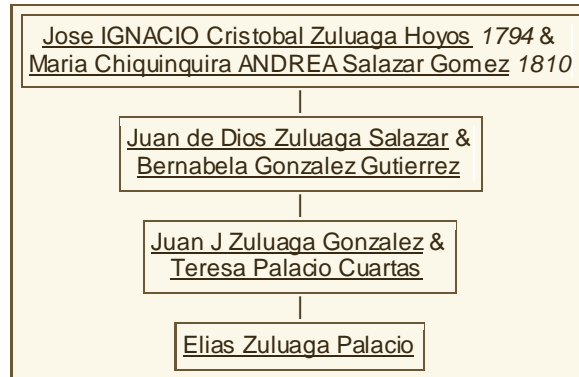 Jose IGNACIO Cristobal Zuluaga Hoyos 1794 &
Maria Chiquinquira ANDREA Salazar Gomez 1810
Juan de Dios Zuluaga Salazar &
Bernabela Gonzalez Gutierrez
Juan J Zuluaga Gonzalez &
Teresa Palacio Cuartas
Elias Zuluaga Palacio